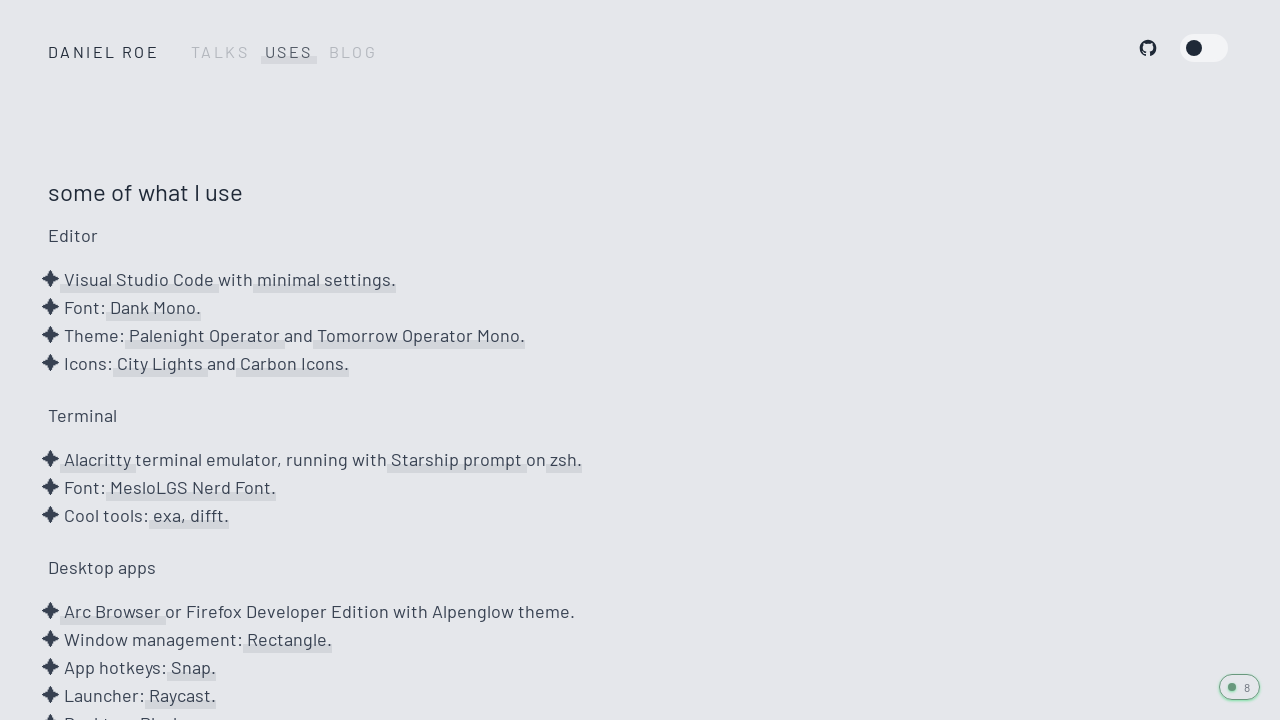 DANIEL ROE TALKS USES BLOG
some of what I use
Editor
Visual Studio Code with minimal settings.
Font: Dank Mono.
Theme: Palenight Operator and Tomorrow Operator Mono.
Icons: City Lights and Carbon Icons.
Terminal
Alacritty terminal emulator, running with Starship prompt on zsh.
Font: MesloLGS Nerd Font.
Cool tools: exa, difft.
Desktop apps
Arc Browser or Firefox Developer Edition with Alpenglow theme.
Window management: Rectangle.
App hotkeys: Snap.
Launcher: Raycast.
8